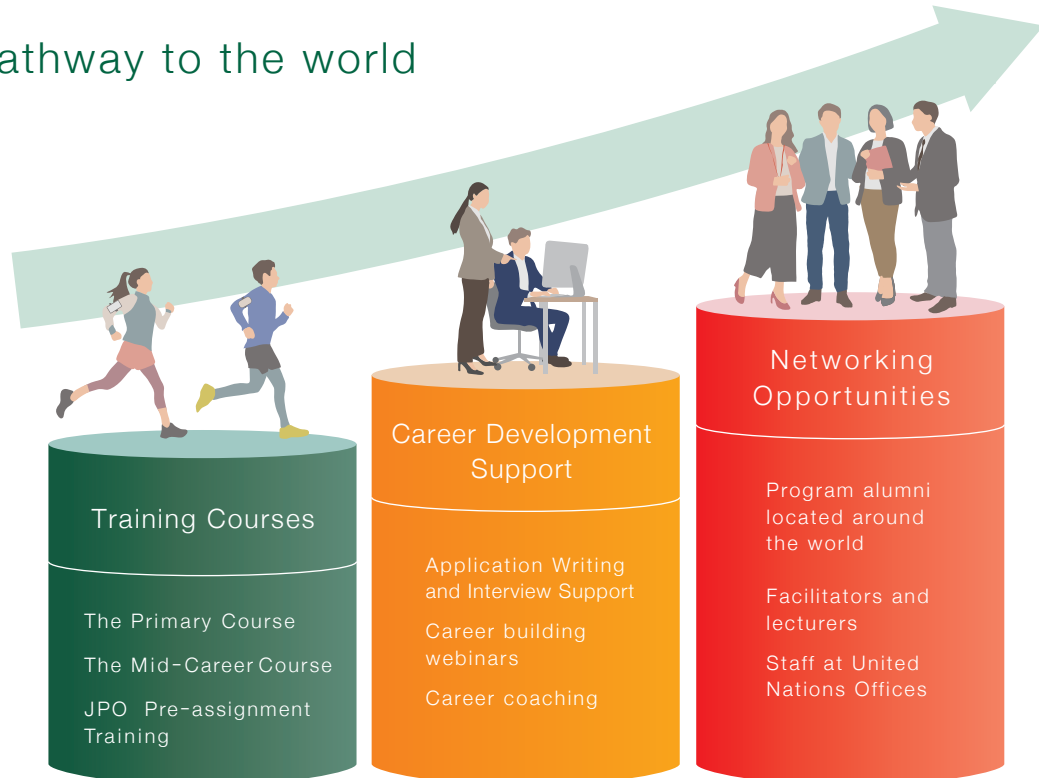 athway to the world
Training Courses
The Primary Course
The Mid-Career Course
JPO Pre-assignment
Training
Career Development
Support
Application Writing
and Interview Support
Career building
webinars
Career coaching
Networking
Opportunities
Program alumni
located around
the world
Facilitators and
lecturers
Staff at United
Nations Offices